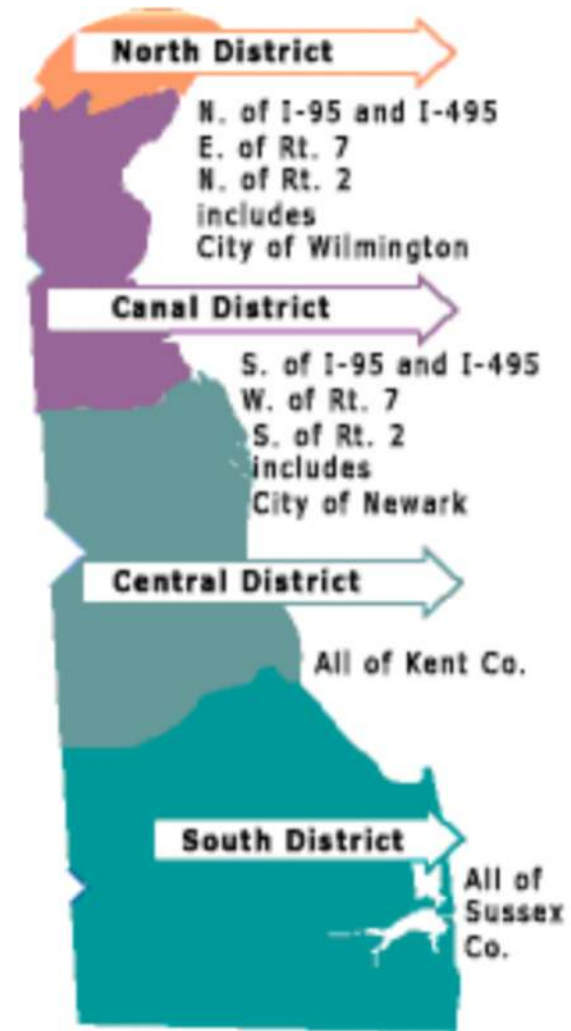 North District
N. of I-95 and I-495
E. of Rt. 7
N. of Rt. 2
includes
City of Wilmington
Canal District
S. of I-95 and I-495
W. of Rt. 7
S. of Rt. 2
includes
City of Newark
Central District
All of Kent Co.
South District
All of
Sussex
Co.